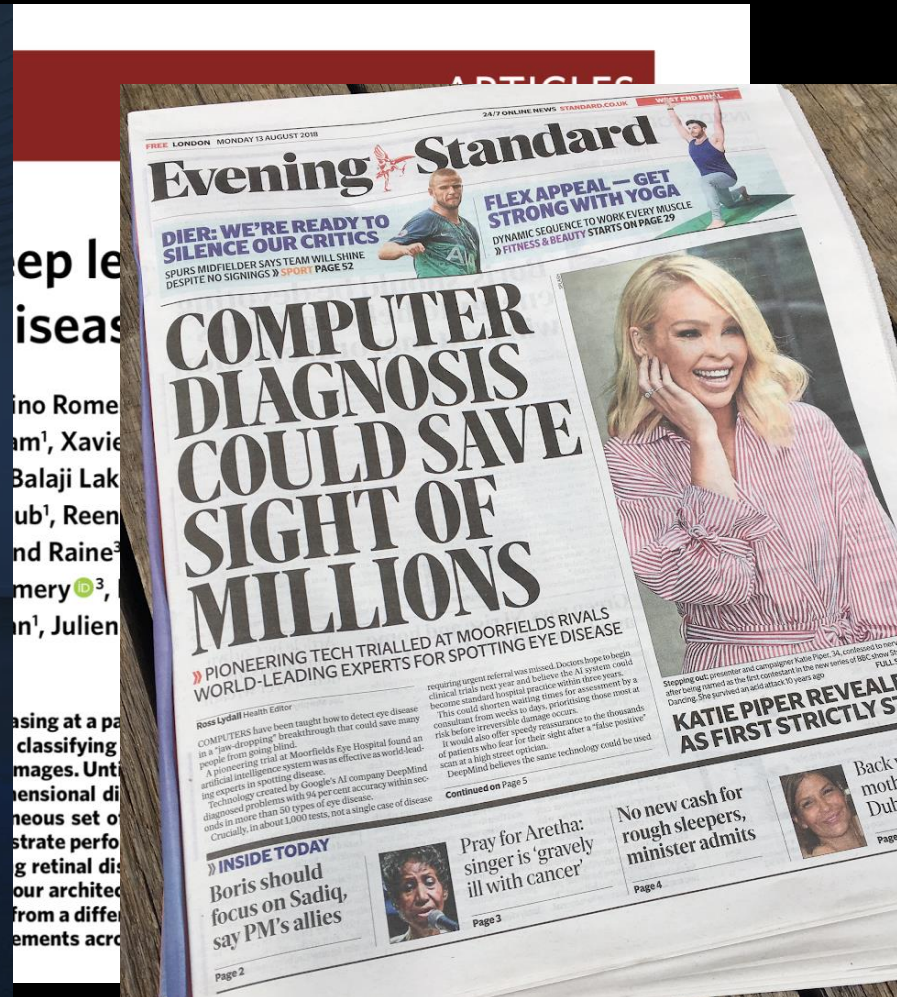 ARTICLES
ep le
iseas
ino Rome
am¹, Xavie
Balaji Lak
ub¹, Reen
nd Raine³
mery iD ³,
n¹, Julien
asing at a pa
classifying
mages. Unti
ensional di
neous set of
strate perfo
g retinal dis
our architec
from a differ
ements acro
24/7 ONLINE NEWS STANDARD.CO.UK
WEST END FINAL
FREE LONDON MONDAY 13 AUGUST 2018
Evening Standard
DIER: WE'RE READY TO
SILENCE OUR CRITICS
SPURS MIDFIELDER SAYS TEAM WILL SHINE
DESPITE NO SIGNINGS » SPORT PAGE 52
FLEX APPEAL — GET
STRONG WITH YOGA
DYNAMIC SEQUENCE TO WORK EVERY MUSCLE
» FITNESS & BEAUTY STARTS ON PAGE 29
COMPUTER
DIAGNOSIS
COULD SAVE
SIGHT OF
MILLIONS
» PIONEERING TECH TRIALLED AT MOORFIELDS RIVALS
WORLD-LEADING EXPERTS FOR SPOTTING EYE DISEASE
Ross Lydall Health Editor
COMPUTERS have been taught how to detect eye disease
in a "jaw-dropping" breakthrough that could save many
people from going blind.
A pioneering trial at Moorfields Eye Hospital found an
artificial intelligence system was as effective as world-lead-
ing experts in spotting disease.
Technology created by Google's AI company DeepMind
diagnosed problems with 94 per cent accuracy within sec-
onds in more than 50 types of eye disease.
Crucially, in about 1,000 tests, not a single case of disease
requiring urgent referral was missed. Doctors hope to begin
clinical trials next year and believe the AI system could
become standard hospital practice within three years.
This could shorten waiting times for assessment by a
consultant from weeks to days, prioritising those most at
risk before irreversible damage occurs.
It would also offer speedy reassurance to the thousands
of patients who fear for their sight after a "false positive"
scan at a high street optician.
DeepMind believes the same technology could be used
Continued on Page 5
Stepping out: presenter and campaigner Katie Piper, 34, confessed to nerv
after being named as the first contestant in the new series of BBC show St
Dancing. She survived an acid attack 10 years ago
FULL S
KATIE PIPER REVEALE
AS FIRST STRICTLY S
» INSIDE TODAY
Boris should
focus on Sadiq,
say PM's allies
Page 2
Pray for Aretha:
singer is 'gravely
ill with cancer'
Page 3
No new cash for
rough sleepers,
minister admits
Page 4
Back
moth
Dub
Page